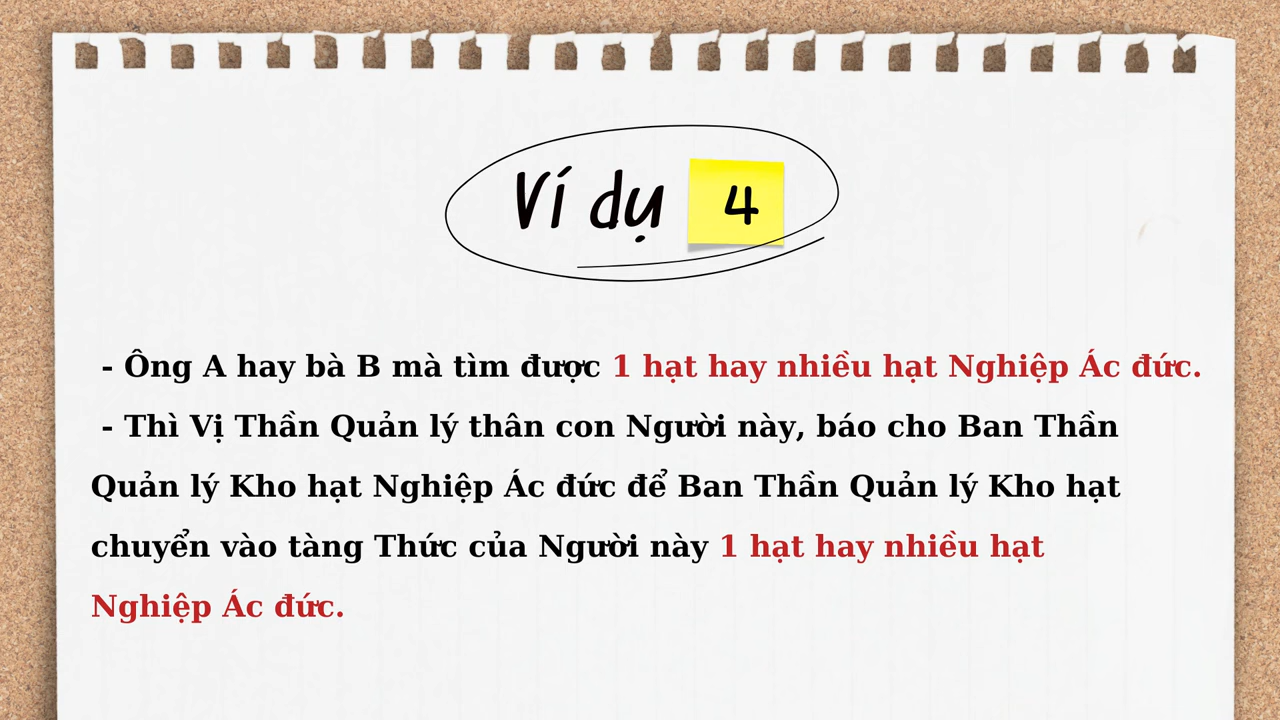 Ví dụ 4
- Ông A hay bà B mà tìm được 1 hạt hay nhiều hạt Nghiệp Ác đức.
- Thì Vị Thần Quản lý thân con Người này, báo cho Ban Thần
Quản lý Kho hạt Nghiệp Ác đức để Ban Thần Quản lý Kho hạt
chuyển vào tàng Thức của Người này 1 hạt hay nhiều hạt
Nghiệp Ác đức.